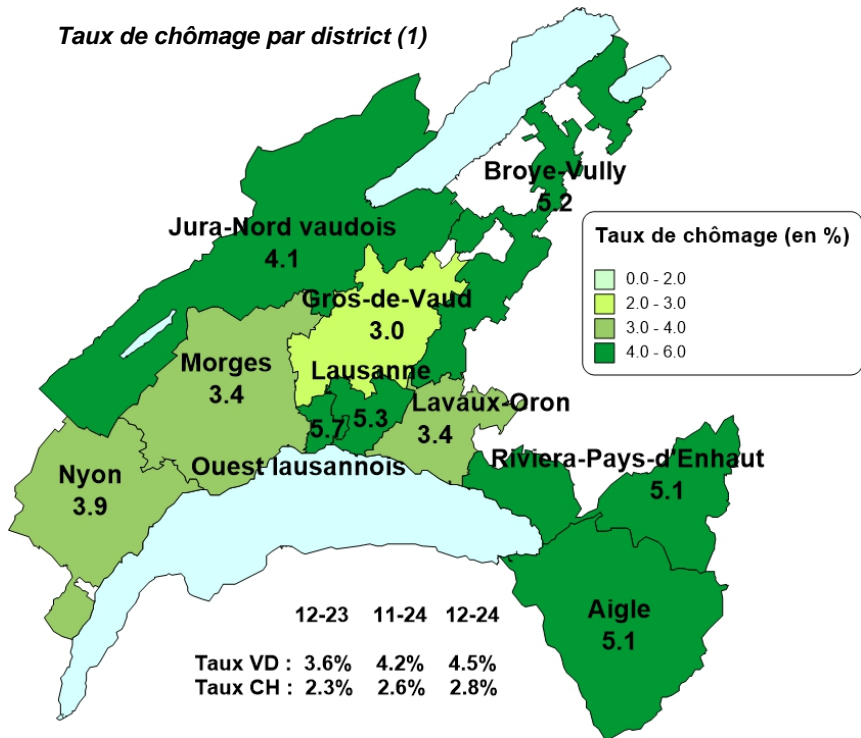 Taux de chômage par district (1)
Broye-Vully
5.2
Jura-Nord vaudois
4.1
Taux de chômage (en %)
0.0 - 2.0
2.0 - 3.0
3.0 - 4.0
4.0 - 6.0
Gros-de-Vaud
3.0
Morges
3.4
Lausanne
5.3
Lavaux-Oron
3.4
5.7
Ouest lausannois
Riviera-Pays-d'Enhaut
5.1
Nyon
3.9
Aigle
5.1
12-23 11-24 12-24
Taux VD : 3.6% 4.2% 4.5%
Taux CH : 2.3% 2.6% 2.8%